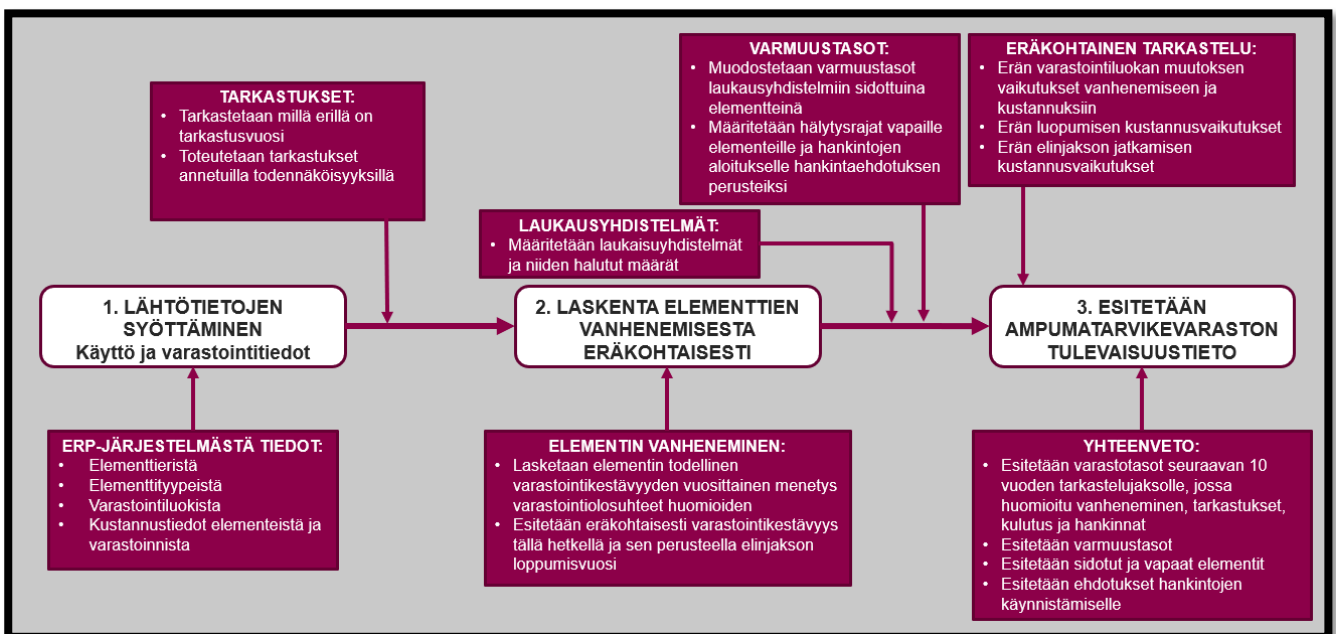 TARKASTUKSET:
• Tarkastetaan millä erillä on
tarkastusvuosi
• Toteutetaan tarkastukset
annetuilla todennäköisyyksillä
VARMUUSTASOT:
• Muodostetaan varmuustasot
laukausyhdistelmiin sidottuina
elementteinä
• Määritetään hälytysrajat vapaille
elementeille ja hankintojen
aloitukselle hankintaehdotuksen
perusteiksi
ERÄKOHTAINEN TARKASTELU:
• Erän varastointiluokan muutoksen
vaikutukset vanhenemiseen ja
kustannuksiin
• Erän luopumisen kustannusvaikutukset
• Erän elinjakson jatkamisen
kustannusvaikutukset
LAUKAUSYHDISTELMÄT:
• Määritetään laukaisuyhdistelmät
ja niiden halutut määrät
1. LÄHTÖTIETOJEN
SYÖTTÄMINEN
Käyttö ja varastointitiedot
2. LASKENTA ELEMENTTIEN
VANHENEMISESTA
ERÄKOHTAISESTI
3. ESITETÄÄN
AMPUMATARVIKEVARASTON
TULEVAISUUSTIETO
ERP-JÄRJESTELMÄSTÄ TIEDOT:
• Elementtieristä
• Elementtityypeistä
• Varastointiluokista
• Kustannustiedot elementeistä ja
varastoinnista
ELEMENTIN VANHENEMINEN:
• Lasketaan elementin todellinen
varastointikestävyyden vuosittainen menetys
varastointiolosuhteet huomioiden
• Esitetään eräkohtaisesti varastointikestävyys
tällä hetkellä ja sen perusteella elinjakson
loppumisvuosi
YHTEENVETO:
• Esitetään varastotasot seuraavan 10
vuoden tarkastelujaksolle, jossa
huomioitu vanheneminen, tarkastukset,
kulutus ja hankinnat
• Esitetään varmuustasot
• Esitetään sidotut ja vapaat elementit
• Esitetään ehdotukset hankintojen
käynnistämiselle